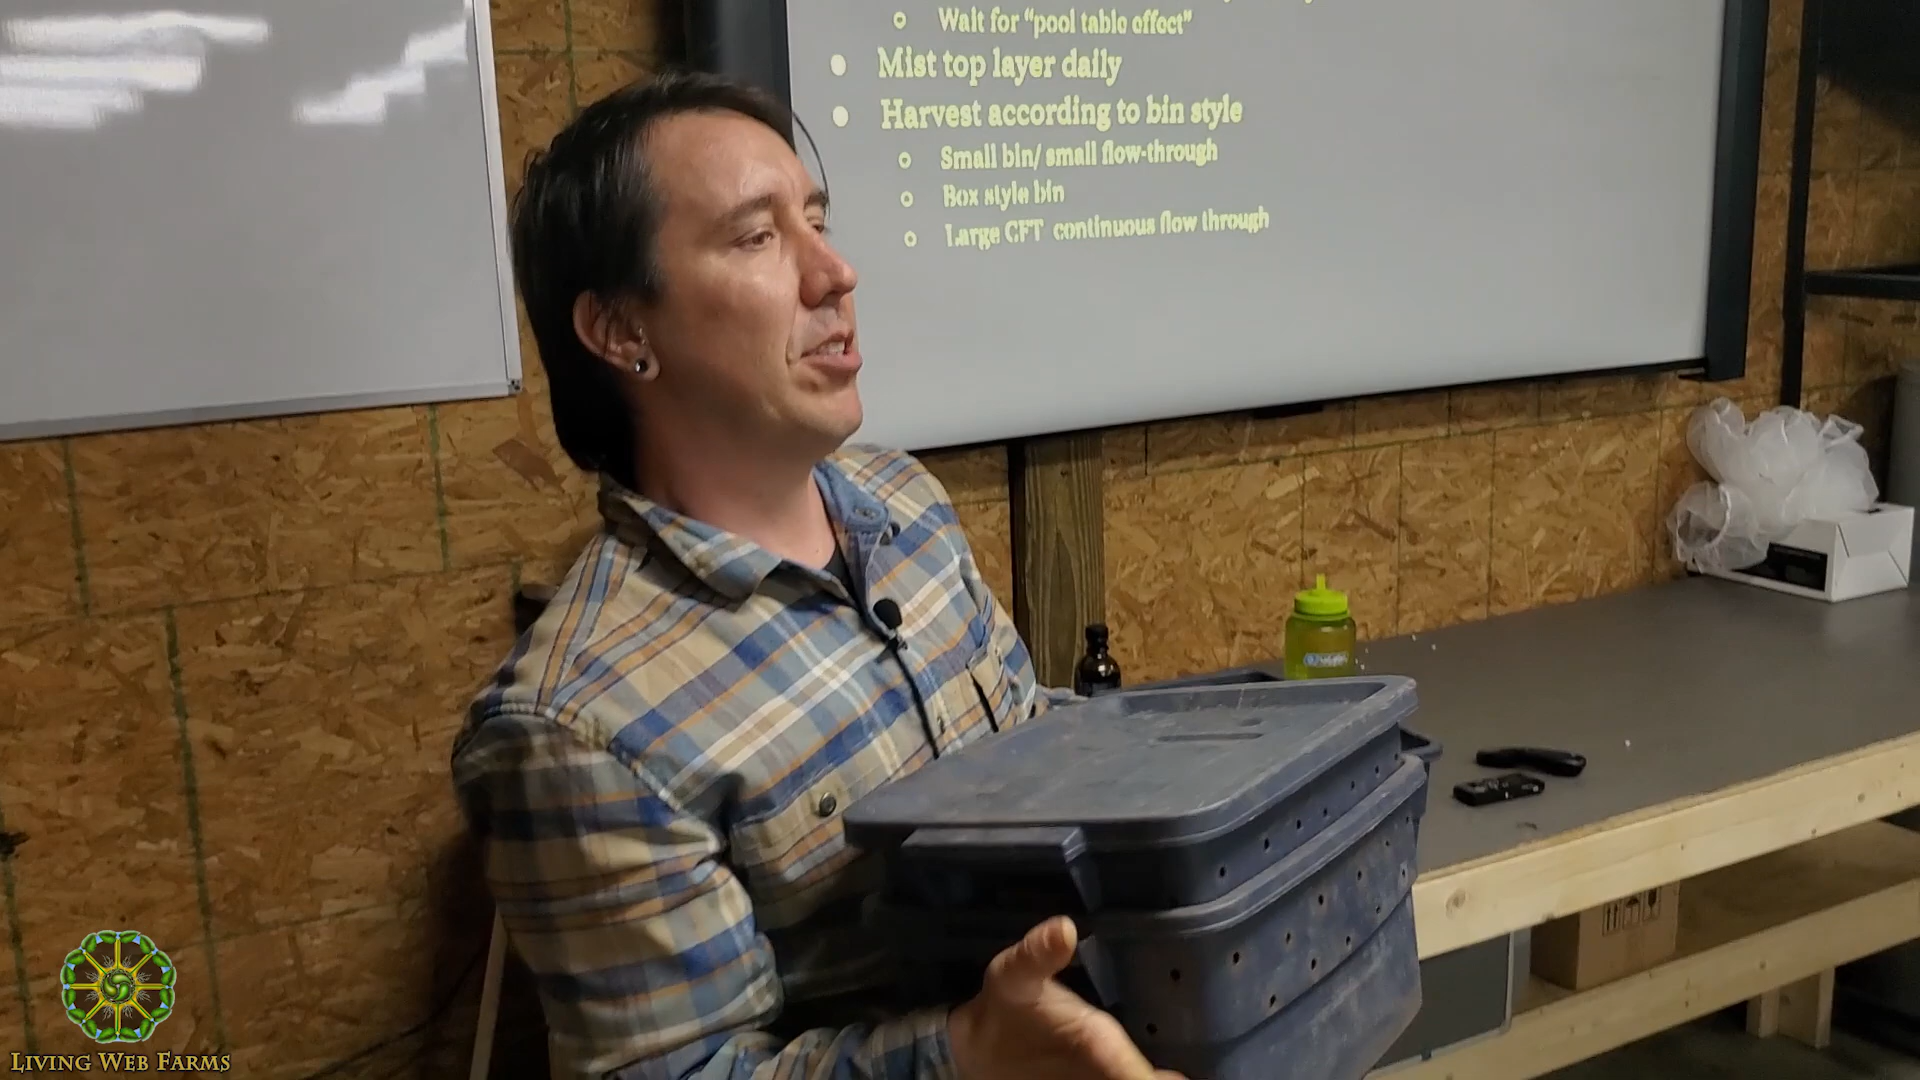 Wait for “pool table effect”
Mist top layer daily
Harvest according to bin style
Small bin/ small flow-through
Box style bin
Large CFT continuous flow through
LIVING WEB FARMS